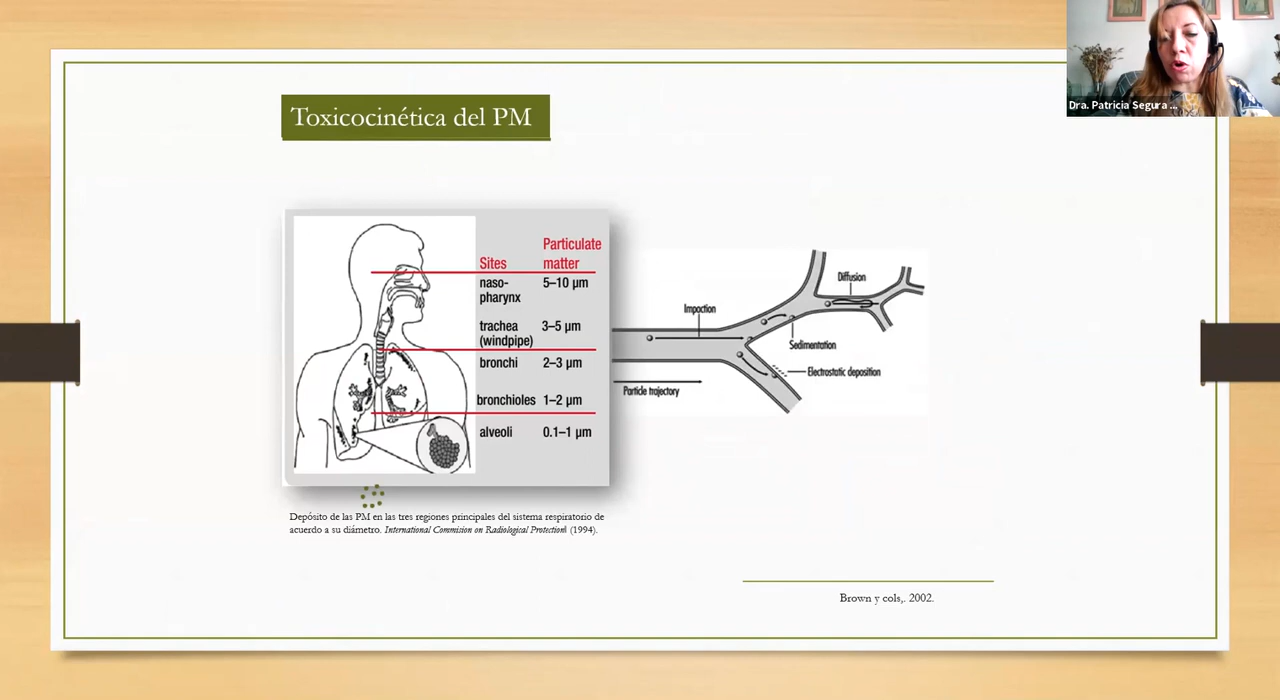 Dra. Patricia Segura ...
Toxicocinética del PM
Sites
Particulate
matter
naso-
pharynx
5–10 μm
trachea
(windpipe)
3–5 μm
bronchi 2–3 μm
bronchioles 1–2 μm
alveoli 0.1–1 μm
Impaction
Diffusion
Sedimentation
Electrostatic deposition
Particle trajectory
Depósito de las PM en las tres regiones principales del sistema respiratorio de
acuerdo a su diámetro. International Commision on Radiological Protection (1994).
Brown y cols,. 2002.